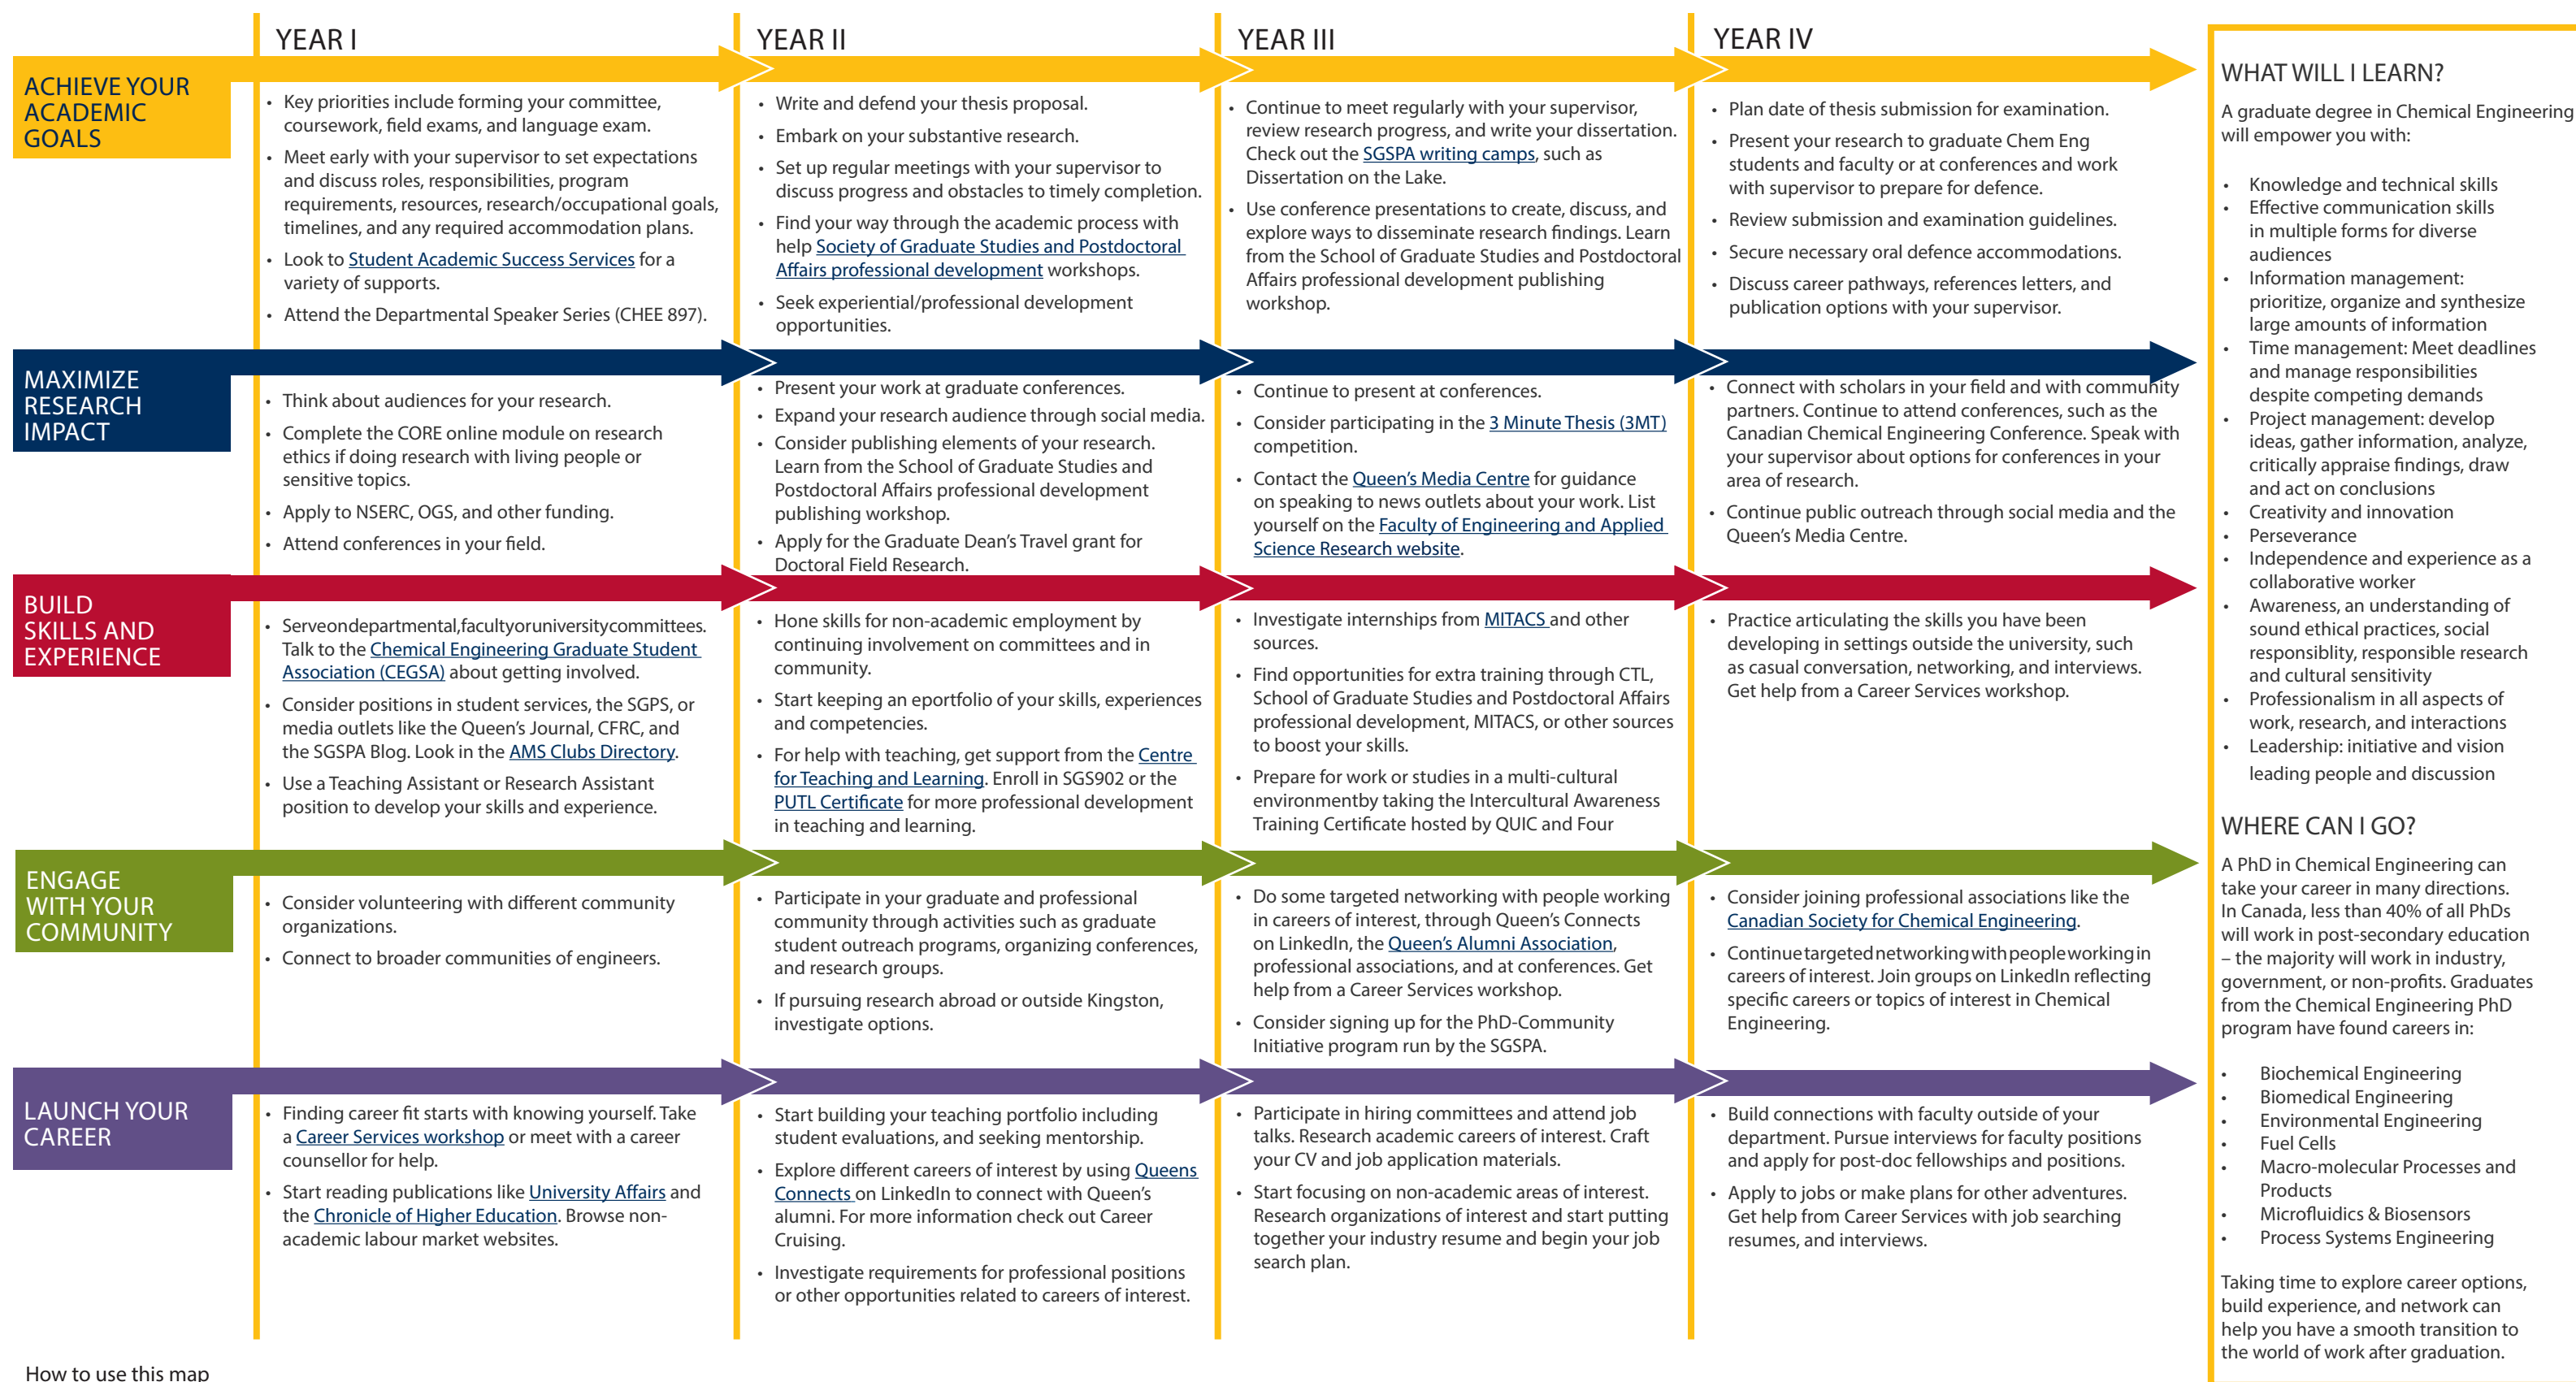 YEAR I
YEAR II
YEAR III
YEAR IV
ACHIEVE YOUR
ACADEMIC
GOALS
• Key priorities include forming your committee,
coursework, field exams, and language exam.
• Meet early with your supervisor to set expectations
and discuss roles, responsibilities, program
requirements, resources, research/occupational goals,
timelines, and any required accommodation plans.
• Look to Student Academic Success Services for a
variety of supports.
• Attend the Departmental Speaker Series (CHEE 897).
• Write and defend your thesis proposal.
• Embark on your substantive research.
• Set up regular meetings with your supervisor to
discuss progress and obstacles to timely completion.
• Find your way through the academic process with
help Society of Graduate Studies and Postdoctoral
Affairs professional development workshops.
• Seek experiential/professional development
opportunities.
• Continue to meet regularly with your supervisor,
review research progress, and write your dissertation.
Check out the SGSPA writing camps, such as
Dissertation on the Lake.
• Use conference presentations to create, discuss, and
explore ways to disseminate research findings. Learn
from the School of Graduate Studies and Postdoctoral
Affairs professional development publishing
workshop.
• Plan date of thesis submission for examination.
• Present your research to graduate Chem Eng
students and faculty or at conferences and work
with supervisor to prepare for defence.
• Review submission and examination guidelines.
• Secure necessary oral defence accommodations.
• Discuss career pathways, references letters, and
publication options with your supervisor.
MAXIMIZE
RESEARCH
IMPACT
• Think about audiences for your research.
• Complete the CORE online module on research
ethics if doing research with living people or
sensitive topics.
• Apply to NSERC, OGS, and other funding.
• Attend conferences in your field.
• Present your work at graduate conferences.
• Expand your research audience through social media.
• Consider publishing elements of your research.
Learn from the School of Graduate Studies and
Postdoctoral Affairs professional development
publishing workshop.
• Apply for the Graduate Dean's Travel grant for
Doctoral Field Research.
• Continue to present at conferences.
• Consider participating in the 3 Minute Thesis (3MT)
competition.
• Contact the Queen's Media Centre for guidance
on speaking to news outlets about your work. List
yourself on the Faculty of Engineering and Applied
Science Research website.
• Connect with scholars in your field and with community
partners. Continue to attend conferences, such as the
Canadian Chemical Engineering Conference. Speak with
your supervisor about options for conferences in your
area of research.
• Continue public outreach through social media and the
Queen's Media Centre.
BUILD
SKILLS AND
EXPERIENCE
• Serveondepartmental,facultyoruniversitycommittees.
Talk to the Chemical Engineering Graduate Student
Association (CEGSA) about getting involved.
• Consider positions in student services, the SGPS, or
media outlets like the Queen's Journal, CFRC, and
the SGSPA Blog. Look in the AMS Clubs Directory.
• Use a Teaching Assistant or Research Assistant
position to develop your skills and experience.
• Hone skills for non-academic employment by
continuing involvement on committees and in
community.
• Start keeping an eportfolio of your skills, experiences
and competencies.
• For help with teaching, get support from the Centre
for Teaching and Learning. Enroll in SGS902 or the
PUTL Certificate for more professional development
in teaching and learning.
• Investigate internships from MITACS and other
sources.
• Find opportunities for extra training through CTL,
School of Graduate Studies and Postdoctoral Affairs
professional development, MITACS, or other sources
to boost your skills.
• Prepare for work or studies in a multi-cultural
environmentby taking the Intercultural Awareness
Training Certificate hosted by QUIC and Four
• Practice articulating the skills you have been
developing in settings outside the university, such
as casual conversation, networking, and interviews.
Get help from a Career Services workshop.
ENGAGE
WITH YOUR
COMMUNITY
• Consider volunteering with different community
organizations.
• Connect to broader communities of engineers.
• Participate in your graduate and professional
community through activities such as graduate
student outreach programs, organizing conferences,
and research groups.
• If pursuing research abroad or outside Kingston,
investigate options.
• Do some targeted networking with people working
in careers of interest, through Queen's Connects
on LinkedIn, the Queen's Alumni Association,
professional associations, and at conferences. Get
help from a Career Services workshop.
• Consider signing up for the PhD-Community
Initiative program run by the SGSPA.
• Consider joining professional associations like the
Canadian Society for Chemical Engineering.
• Continue targeted networking with people working in
careers of interest. Join groups on LinkedIn reflecting
specific careers or topics of interest in Chemical
Engineering.
LAUNCH YOUR
CAREER
• Finding career fit starts with knowing yourself. Take
a Career Services workshop or meet with a career
counsellor for help.
• Start reading publications like University Affairs and
the Chronicle of Higher Education. Browse non-
academic labour market websites.
• Start building your teaching portfolio including
student evaluations, and seeking mentorship.
• Explore different careers of interest by using Queens
Connects on LinkedIn to connect with Queen's
alumni. For more information check out Career
Cruising.
• Investigate requirements for professional positions
or other opportunities related to careers of interest.
• Participate in hiring committees and attend job
talks. Research academic careers of interest. Craft
your CV and job application materials.
• Start focusing on non-academic areas of interest.
Research organizations of interest and start putting
together your industry resume and begin your job
search plan.
• Build connections with faculty outside of your
department. Pursue interviews for faculty positions
and apply for post-doc fellowships and positions.
• Apply to jobs or make plans for other adventures.
Get help from Career Services with job searching
resumes, and interviews.
WHAT WILL I LEARN?
A graduate degree in Chemical Engineering
will empower you with:
• Knowledge and technical skills
• Effective communication skills
in multiple forms for diverse
audiences
• Information management:
prioritize, organize and synthesize
large amounts of information
• Time management: Meet deadlines
and manage responsibilities
despite competing demands
• Project management: develop
ideas, gather information, analyze,
critically appraise findings, draw
and act on conclusions
• Creativity and innovation
• Perseverance
• Independence and experience as a
collaborative worker
• Awareness, an understanding of
sound ethical practices, social
responsiblity, responsible research
and cultural sensitivity
• Professionalism in all aspects of
work, research, and interactions
• Leadership: initiative and vision
leading people and discussion
WHERE CAN I GO?
A PhD in Chemical Engineering can
take your career in many directions.
In Canada, less than 40% of all PhDs
will work in post-secondary education
– the majority will work in industry,
government, or non-profits. Graduates
from the Chemical Engineering PhD
program have found careers in:
• Biochemical Engineering
• Biomedical Engineering
• Environmental Engineering
• Fuel Cells
• Macro-molecular Processes and
Products
• Microfluidics & Biosensors
• Process Systems Engineering
Taking time to explore career options,
build experience, and network can
help you have a smooth transition to
the world of work after graduation.
How to use this map